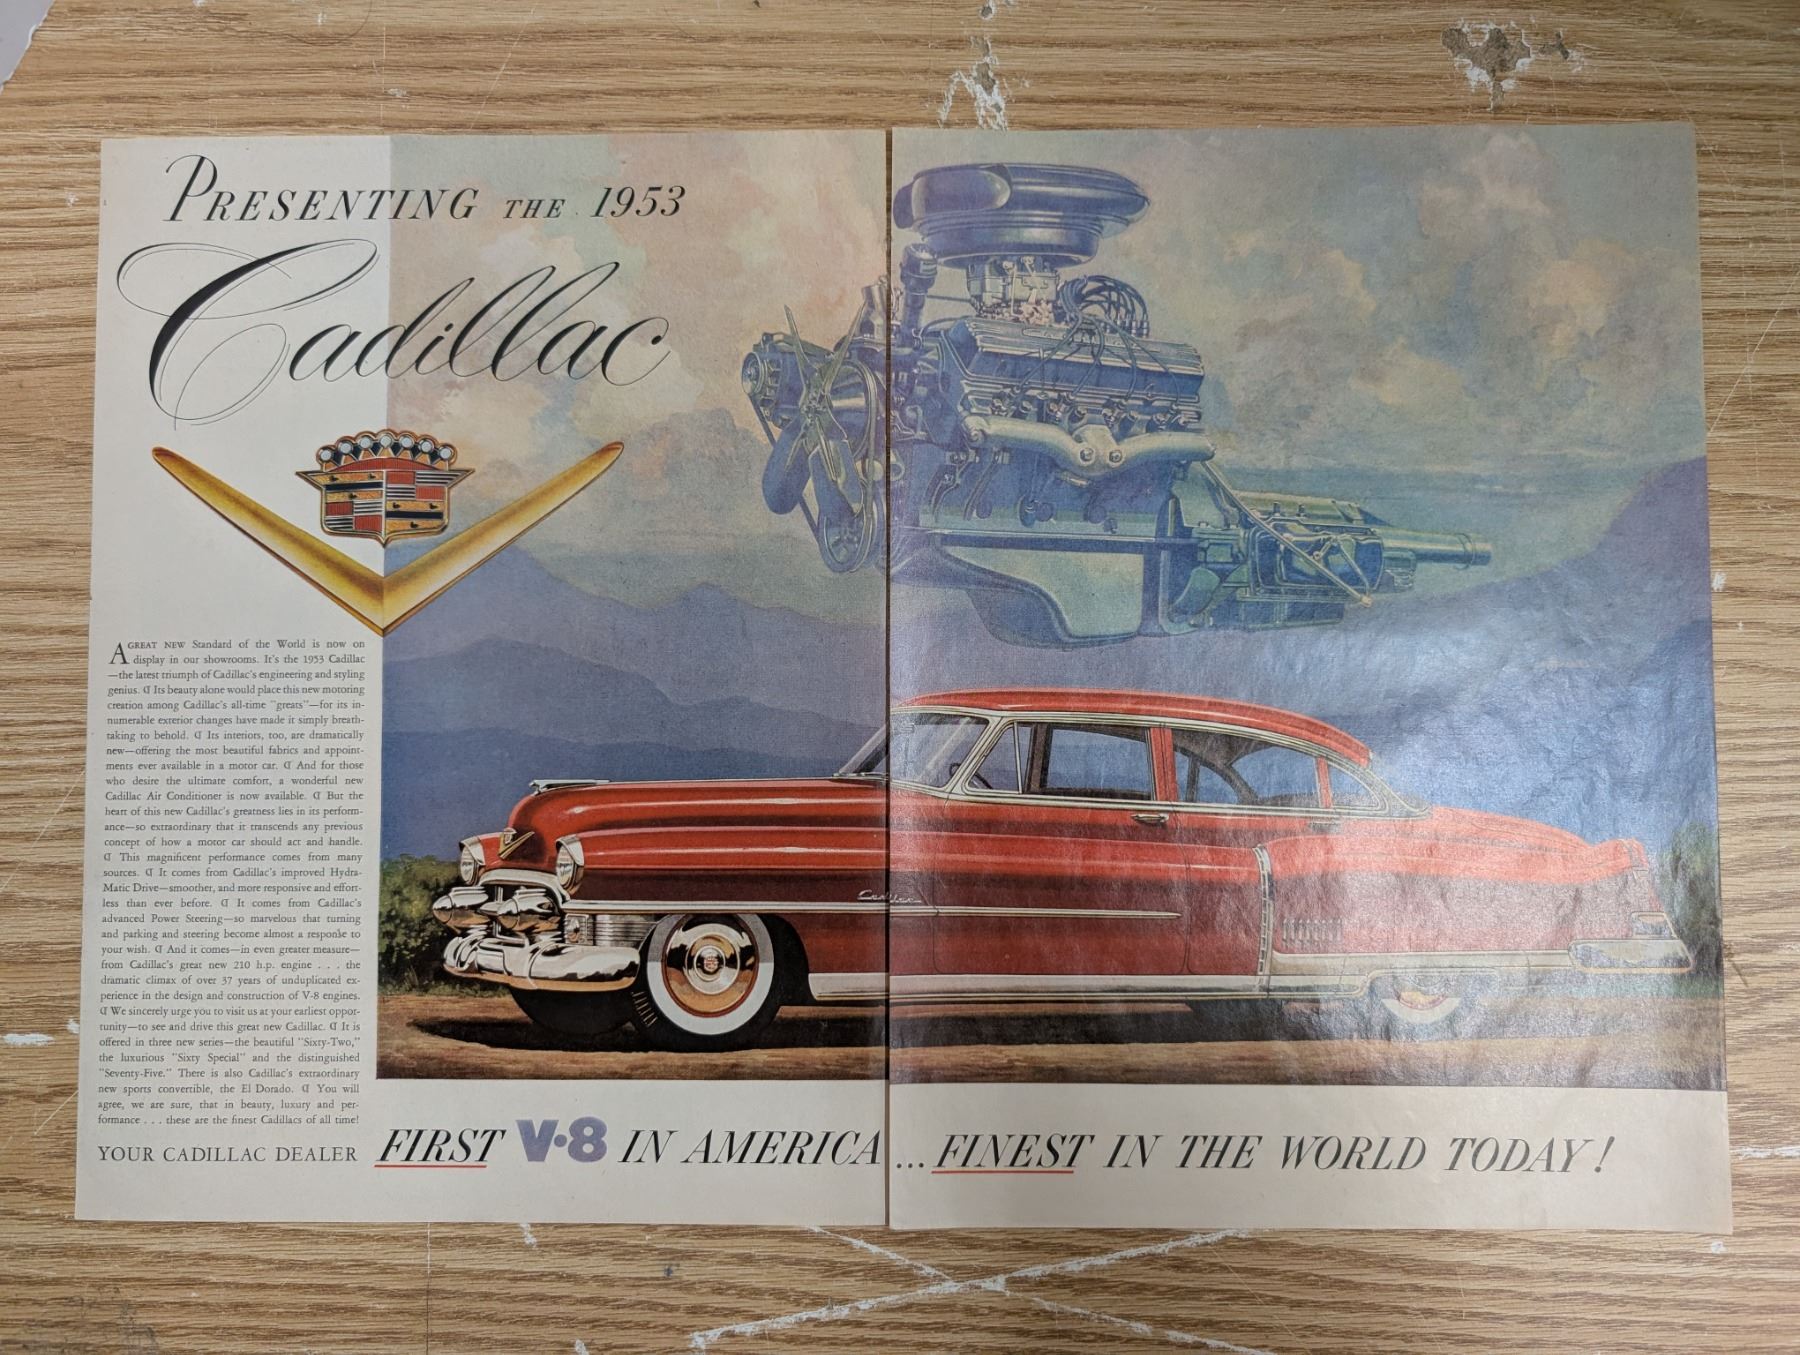 PRESENTING THE 1953
Cadillac
A GREAT NEW Standard of the World is now on
display in our showrooms. It's the 1953 Cadillac
—the latest triumph of Cadillac's engineering and styling
genius. ¶ Its beauty alone would place this new motoring
creation among Cadillac's all-time "greats"—for its in-
numerable exterior changes have made it simply breath-
taking to behold. ¶ Its interiors, too, are dramatically
new—offering the most beautiful fabrics and appoint-
ments ever available in a motor car. ¶ And for those
who desire the ultimate comfort, a wonderful new
Cadillac Air Conditioner is now available. ¶ But the
heart of this new Cadillac's greatness lies in its perform-
ance—so extraordinary that it transcends any previous
concept of how a motor car should act and handle.
¶ This magnificent performance comes from many
sources. ¶ It comes from Cadillac's improved Hydra-
Matic Drive—smoother, and more responsive and effort-
less than ever before. ¶ It comes from Cadillac's
advanced Power Steering—so marvelous that turning
and parking and steering become almost a response to
your wish. ¶ And it comes—in even greater measure—
from Cadillac's great new 210 h.p. engine . . . the
dramatic climax of over 37 years of unduplicated ex-
perience in the design and construction of V-8 engines.
¶ We sincerely urge you to visit us at your earliest oppor-
tunity—to see and drive this great new Cadillac. ¶ It is
offered in three new series—the beautiful "Sixty-Two,"
the luxurious "Sixty Special" and the distinguished
"Seventy-Five." There is also Cadillac's extraordinary
new sports convertible, the El Dorado. ¶ You will
agree, we are sure, that in beauty, luxury and per-
formance . . . these are the finest Cadillacs of all time!
YOUR CADILLAC DEALER
Cadillac
FIRST V·8 IN AMERICA ... FINEST IN THE WORLD TODAY!